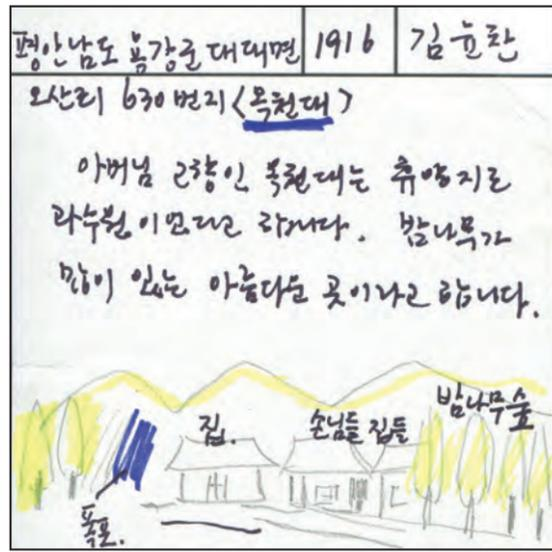 평안남도 용강군 대대면 1916 김윤찬
오산리 630번지 <옥천대>
아버님 고향인 옥천대는 휴양지로
과수원이었다고 합니다. 밤나무가
많이 있는 아름다운 곳이라고 합니다.
밤나무숲
집. 손님들 집들
폭포.